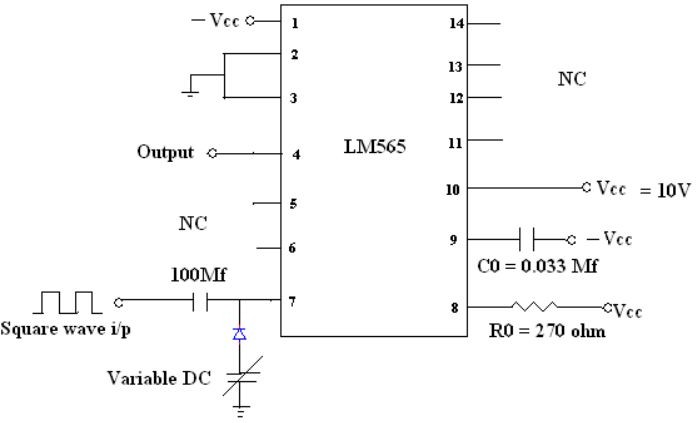 − Vcc
1
2
3
Output
4
NC
5
6
100Mf
7
Square wave i/p
Variable DC
LM565
14
13
NC
12
11
10
Vcc = 10V
9
− Vcc
C0 = 0.033 Mf
8
Vcc
R0 = 270 ohm